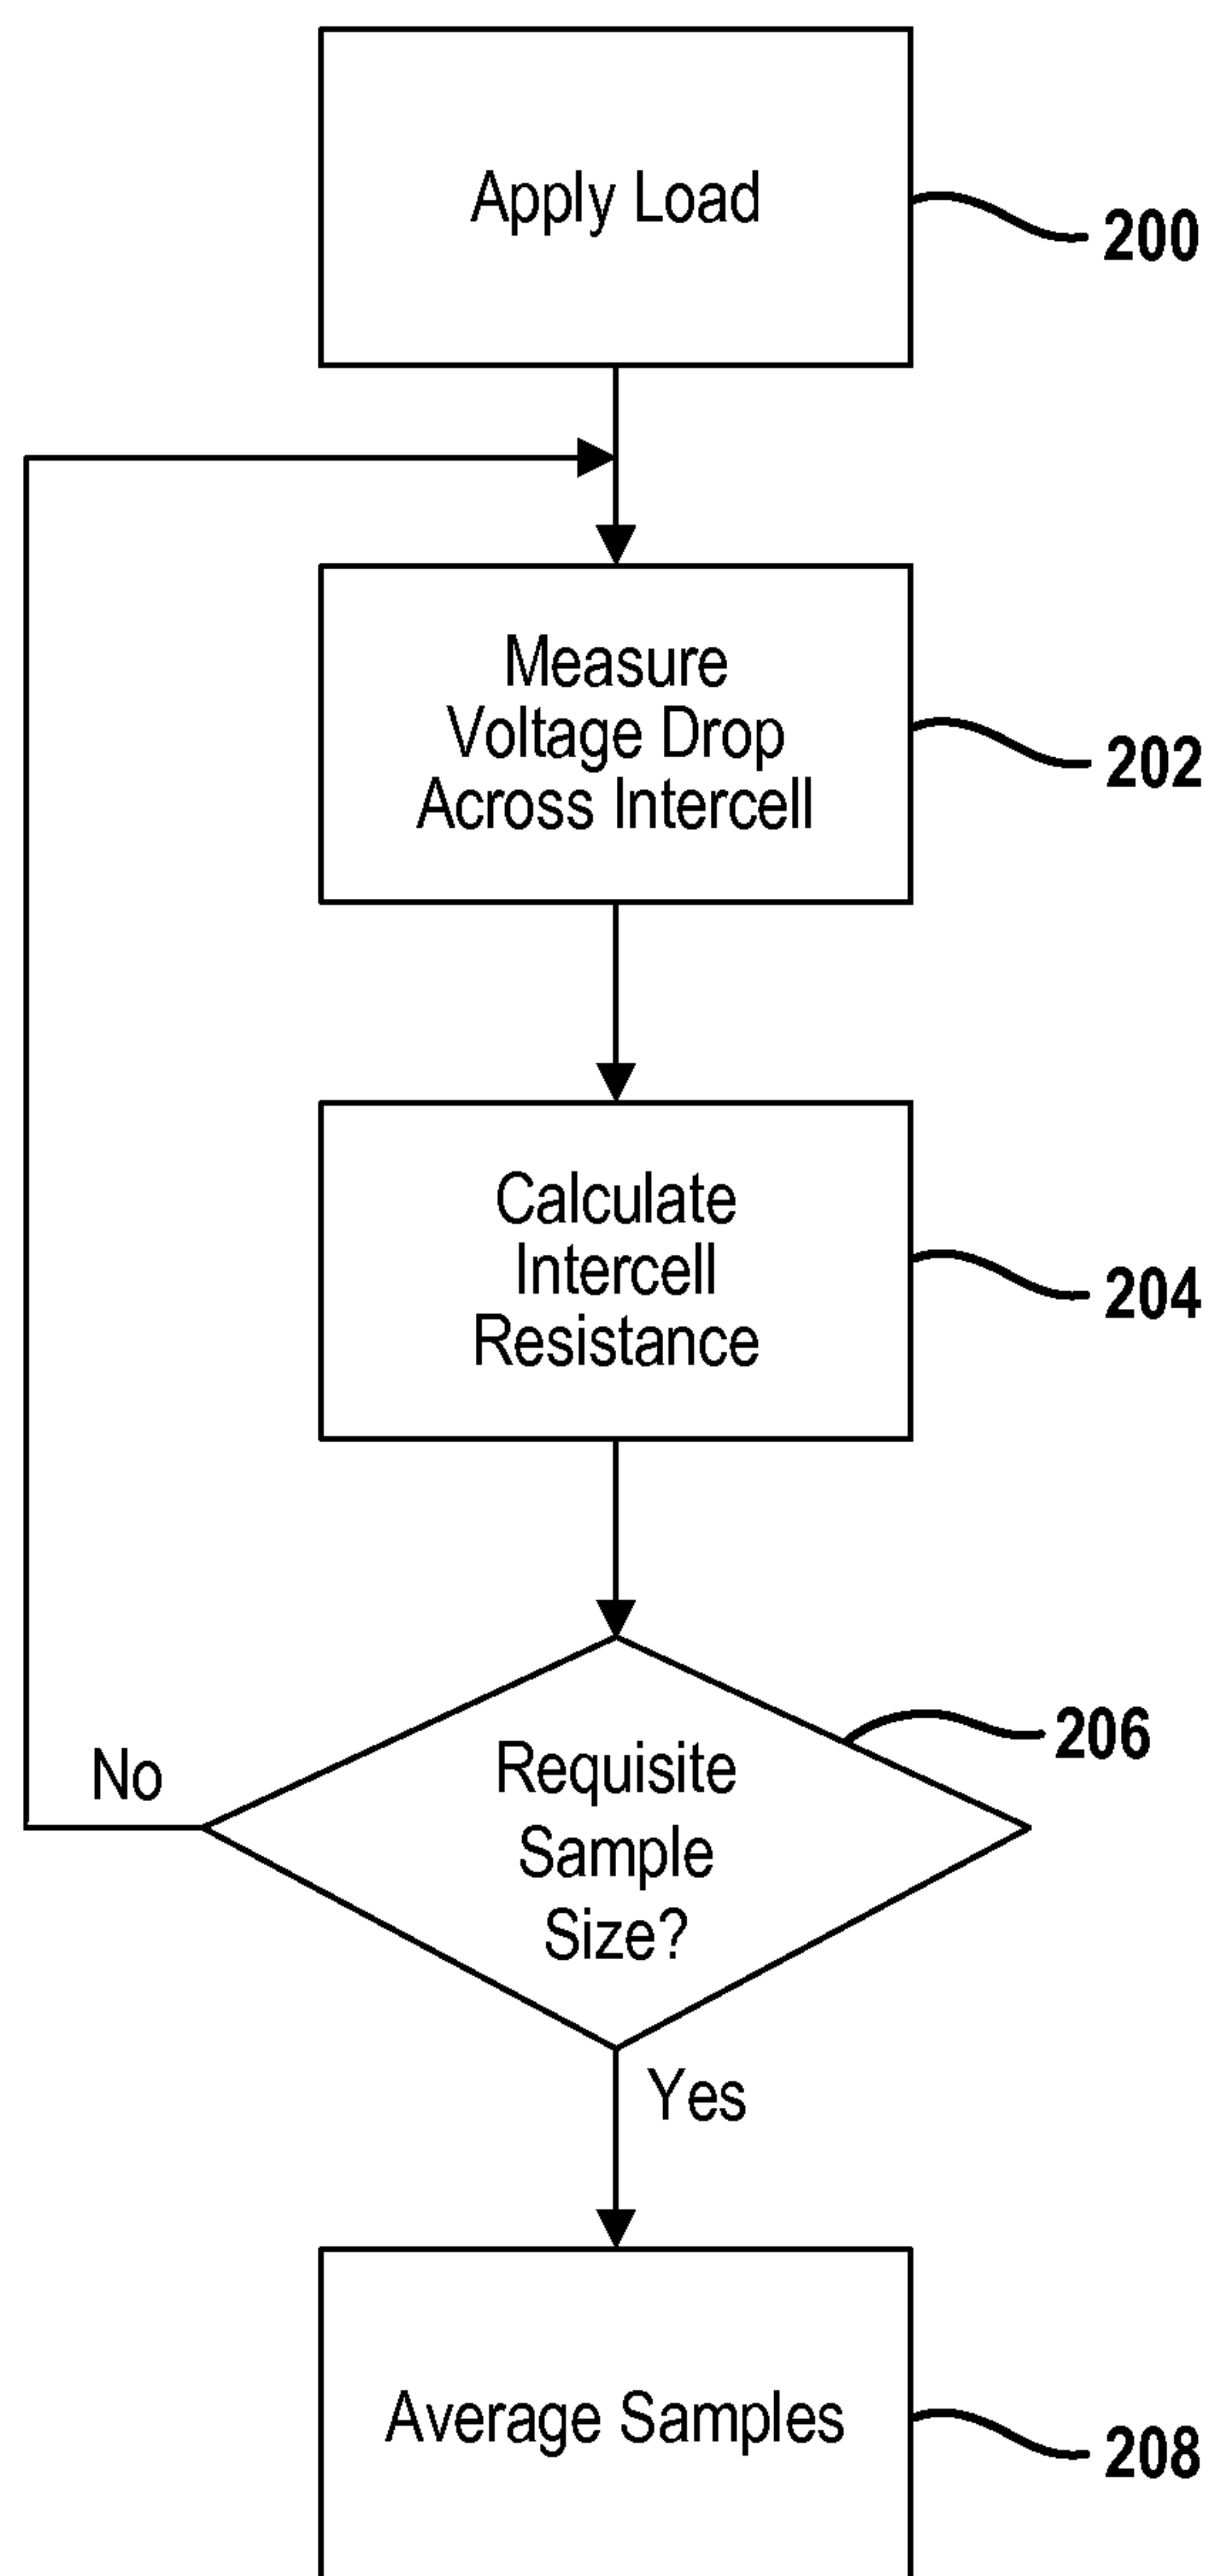 Apply Load
200
Measure
Voltage Drop
Across Intercell
202
Calculate
Intercell
Resistance
204
206
Requisite
Sample
Size?
No
Yes
Average Samples
208